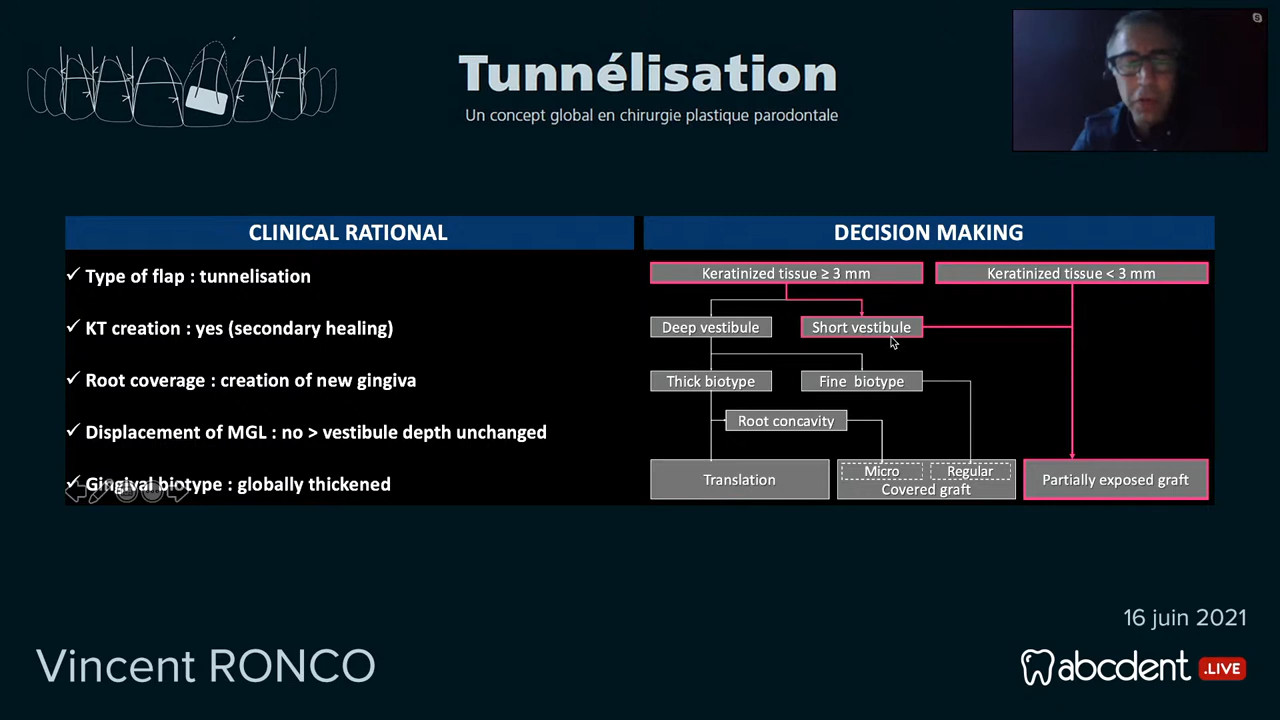 Tunnélisation
Un concept global en chirurgie plastique parodontale
CLINICAL RATIONAL
✓ Type of flap : tunnelisation
✓ KT creation : yes (secondary healing)
✓ Root coverage : creation of new gingiva
✓ Displacement of MGL : no > vestibule depth unchanged
✓ Gingival biotype : globally thickened
DECISION MAKING
Keratinized tissue ≥ 3 mm
Keratinized tissue < 3 mm
Deep vestibule
Short vestibule
Thick biotype
Fine biotype
Root concavity
Translation
Micro
Regular
Covered graft
Partially exposed graft
16 juin 2021
Vincent RONCO
abcdent .LIVE